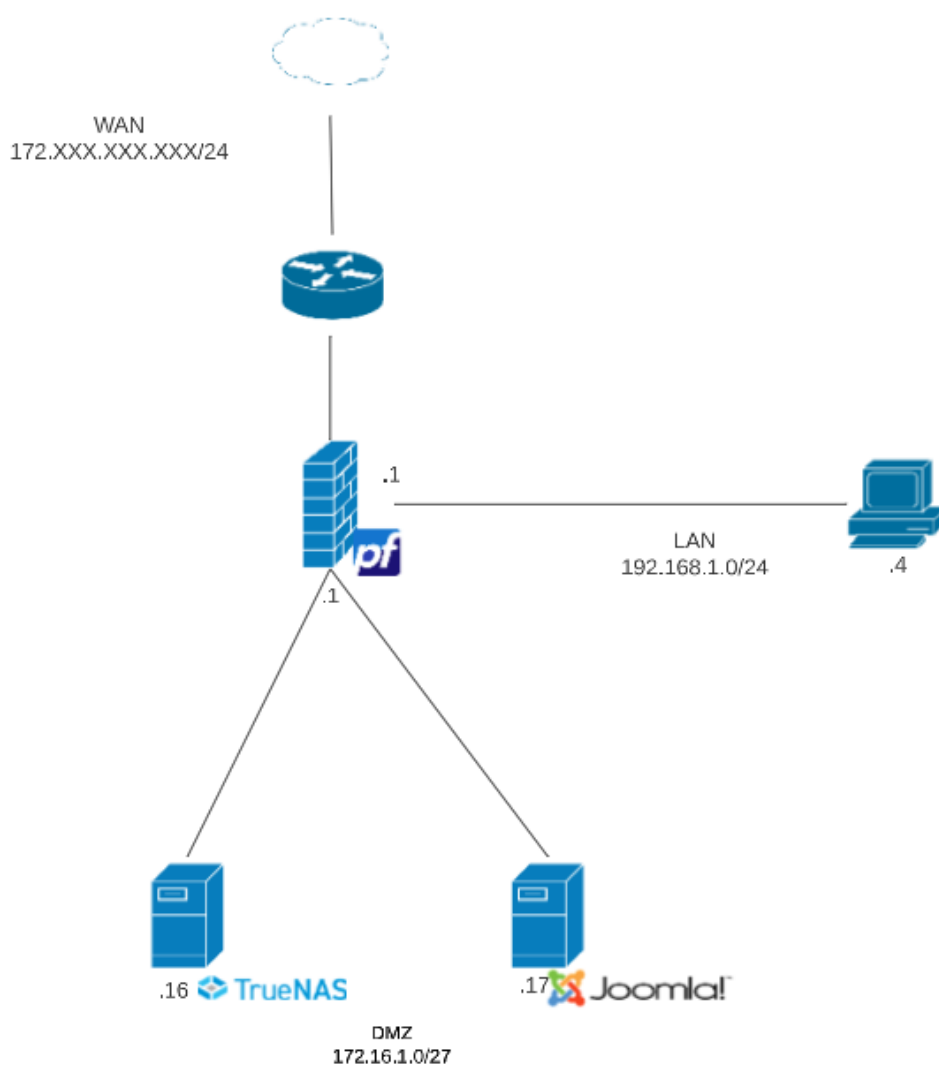 WAN
172.XXX.XXX.XXX/24
.1
pf
LAN
192.168.1.0/24
.4
.1
.16 TrueNAS
.17 Joomla!
DMZ
172.16.1.0/27